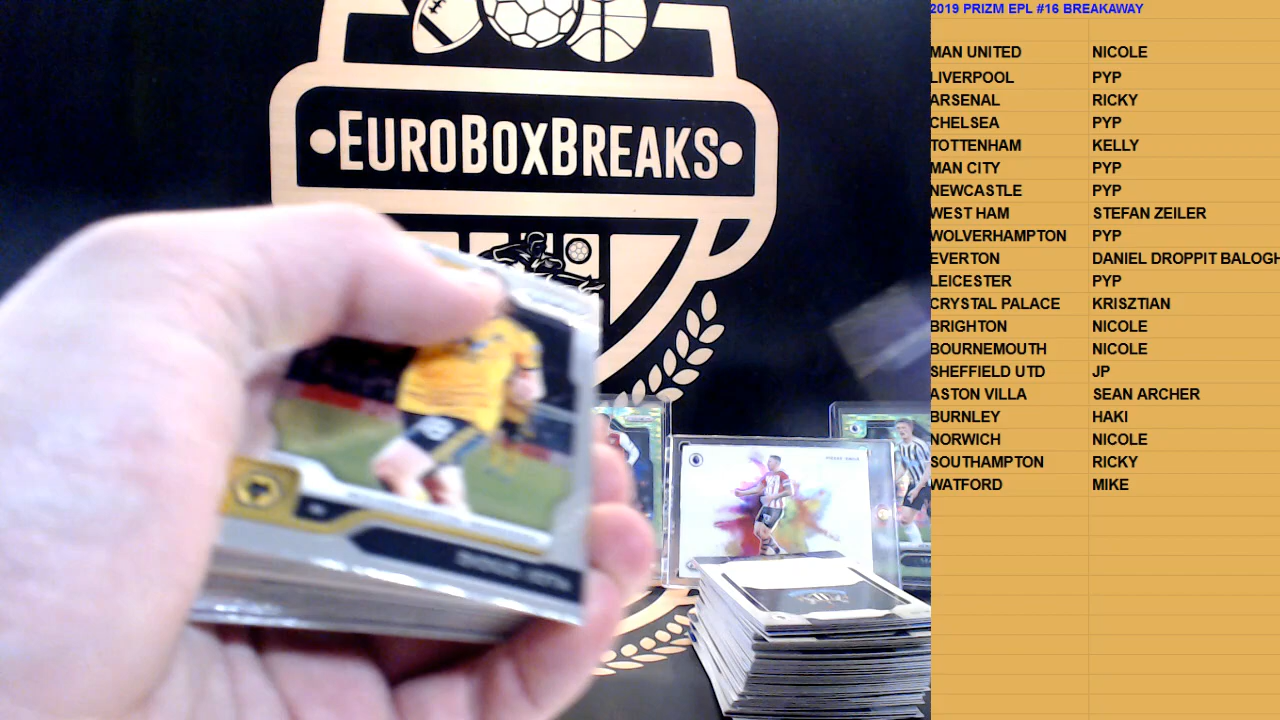 EUROBOXBREAKS
2019 PRIZM EPL #16 BREAKAWAY
MAN UNITED NICOLE
LIVERPOOL PYP
ARSENAL RICKY
CHELSEA PYP
TOTTENHAM KELLY
MAN CITY PYP
NEWCASTLE PYP
WEST HAM STEFAN ZEILER
WOLVERHAMPTON PYP
EVERTON DANIEL DROPPIT BALOGH
LEICESTER PYP
CRYSTAL PALACE KRISZTIAN
BRIGHTON NICOLE
BOURNEMOUTH NICOLE
SHEFFIELD UTD JP
ASTON VILLA SEAN ARCHER
BURNLEY HAKI
NORWICH NICOLE
SOUTHAMPTON RICKY
WATFORD MIKE